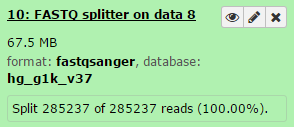 10: FASTQ splitter on data 8
67.5 MB
format: fastqsanger, database:
hg_g1k_v37
Split 285237 of 285237 reads (100.00%).